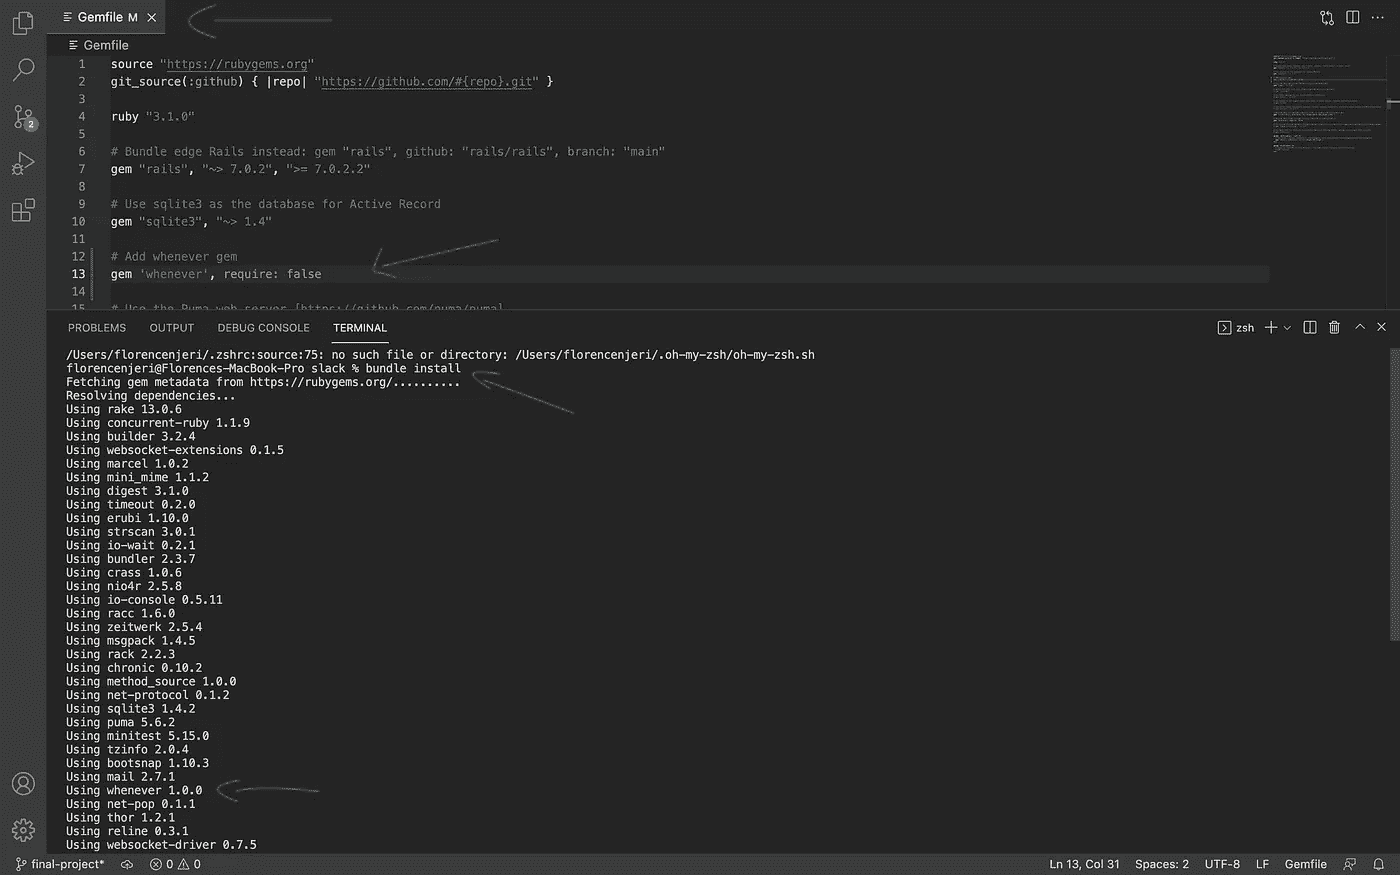 Gemfile M
Gemfile
1 source "https://rubygems.org"
2 git_source(:github) { |repo| "https://github.com/#{repo}.git" }
3
4 ruby "3.1.0"
5
6 # Bundle edge Rails instead: gem "rails", github: "rails/rails", branch: "main"
7 gem "rails", "~> 7.0.2", ">= 7.0.2.2"
8
9 # Use sqlite3 as the database for Active Record
10 gem "sqlite3", "~> 1.4"
11
12 # Add whenever gem
13 gem 'whenever', require: false
14
15 # Use the Puma web server [https://github.com/puma/puma]
2
PROBLEMS OUTPUT DEBUG CONSOLE TERMINAL zsh
/Users/florencenjeri/.zshrc:source:75: no such file or directory: /Users/florencenjeri/.oh-my-zsh/oh-my-zsh.sh
florencenjeri@Florences-MacBook-Pro slack % bundle install
Fetching gem metadata from https://rubygems.org/..........
Resolving dependencies...
Using rake 13.0.6
Using concurrent-ruby 1.1.9
Using builder 3.2.4
Using websocket-extensions 0.1.5
Using marcel 1.0.2
Using mini_mime 1.1.2
Using digest 3.1.0
Using timeout 0.2.0
Using erubi 1.10.0
Using strscan 3.0.1
Using io-wait 0.2.1
Using bundler 2.3.7
Using crass 1.0.6
Using nio4r 2.5.8
Using io-console 0.5.11
Using racc 1.6.0
Using zeitwerk 2.5.4
Using msgpack 1.4.5
Using rack 2.2.3
Using chronic 0.10.2
Using method_source 1.0.0
Using net-protocol 0.1.2
Using sqlite3 1.4.2
Using puma 5.6.2
Using minitest 5.15.0
Using tzinfo 2.0.4
Using bootsnap 1.10.3
Using mail 2.7.1
Using whenever 1.0.0
Using net-pop 0.1.1
Using thor 1.2.1
Using reline 0.3.1
Using websocket-driver 0.7.5
final-project* 0 0 Ln 13, Col 31 Spaces: 2 UTF-8 LF Gemfile